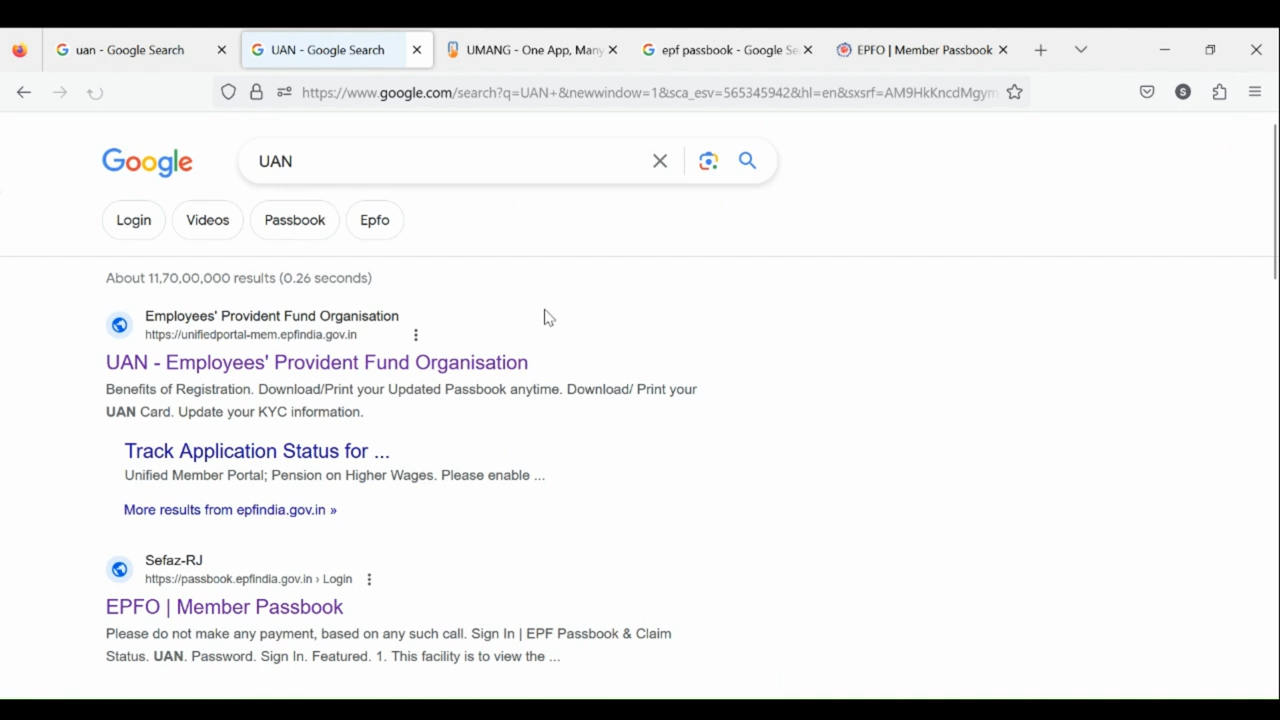 uan - Google Search
UAN - Google Search
UMANG - One App, Many
epf passbook - Google Se
EPFO | Member Passbook
https://www.google.com/search?q=UAN+&newwindow=1&sca_esv=565345942&hl=en&sxsrf=AM9HkKncdMgym
S
Google
UAN
Login
Videos
Passbook
Epfo
About 11,70,00,000 results (0.26 seconds)
Employees' Provident Fund Organisation
https://unifiedportal-mem.epfindia.gov.in
UAN - Employees' Provident Fund Organisation
Benefits of Registration. Download/Print your Updated Passbook anytime. Download/ Print your
UAN Card. Update your KYC information.
Track Application Status for ...
Unified Member Portal; Pension on Higher Wages. Please enable ...
More results from epfindia.gov.in »
Sefaz-RJ
https://passbook.epfindia.gov.in › Login
EPFO | Member Passbook
Please do not make any payment, based on any such call. Sign In | EPF Passbook & Claim
Status. UAN. Password. Sign In. Featured. 1. This facility is to view the ...